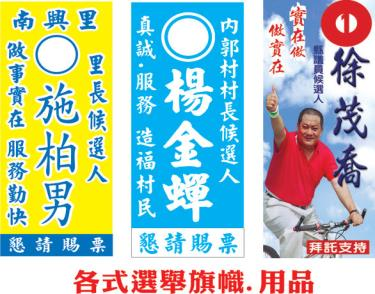 南興里
里長候選人
施柏男
做事實在 服務勤快
懇請賜票
內郭村村長候選人
楊金蟬
真誠·服務 造福村民
懇請賜票
1
徐茂喬
縣議員候選人
實在做
做實在
拜託支持
各式選舉旗幟.用品